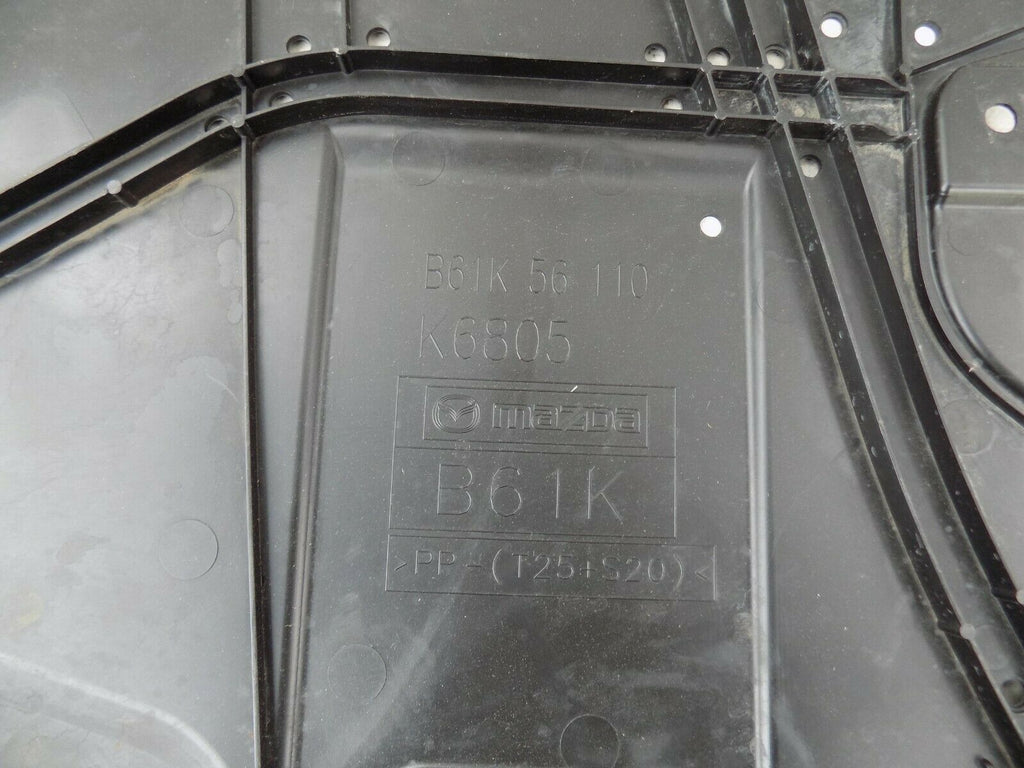 B61K 56 110
K6805
mazda
B61K
>PP-(T25+S20)<